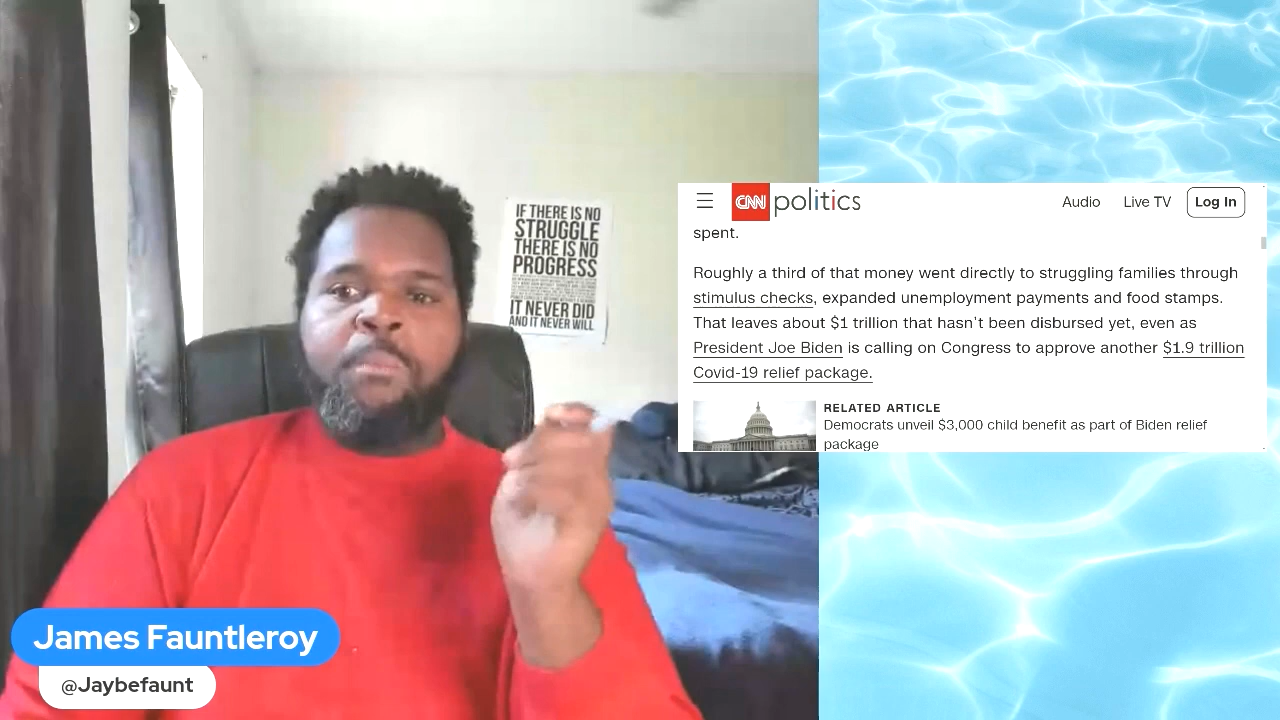 IF THERE IS NO
STRUGGLE
THERE IS NO
PROGRESS
IT NEVER DID
AND IT NEVER WILL
CNN politics
Audio
Live TV
Log In
spent.
Roughly a third of that money went directly to struggling families through
stimulus checks, expanded unemployment payments and food stamps.
That leaves about $1 trillion that hasn't been disbursed yet, even as
President Joe Biden is calling on Congress to approve another $1.9 trillion
Covid-19 relief package.
RELATED ARTICLE
Democrats unveil $3,000 child benefit as part of Biden relief
package
James Fauntleroy
@Jaybefaunt